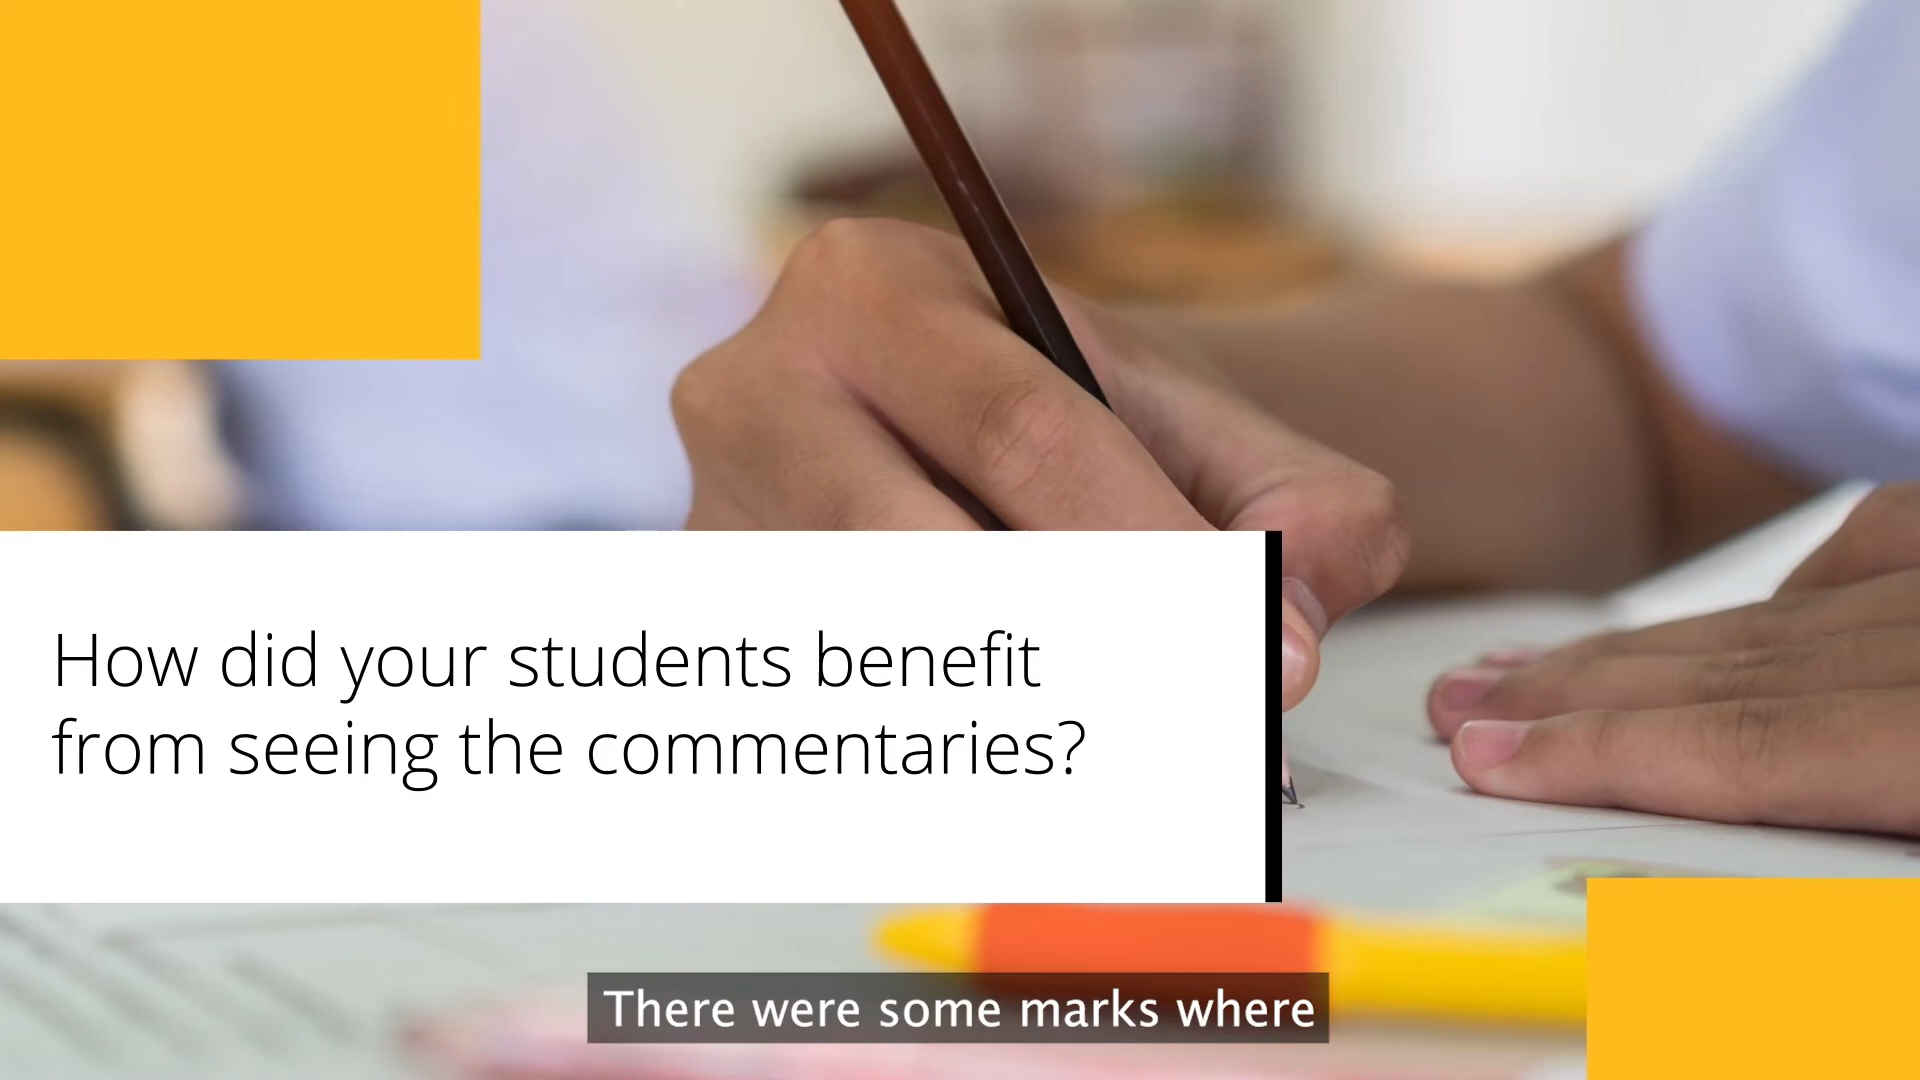 How did your students benefit
from seeing the commentaries?
There were some marks where